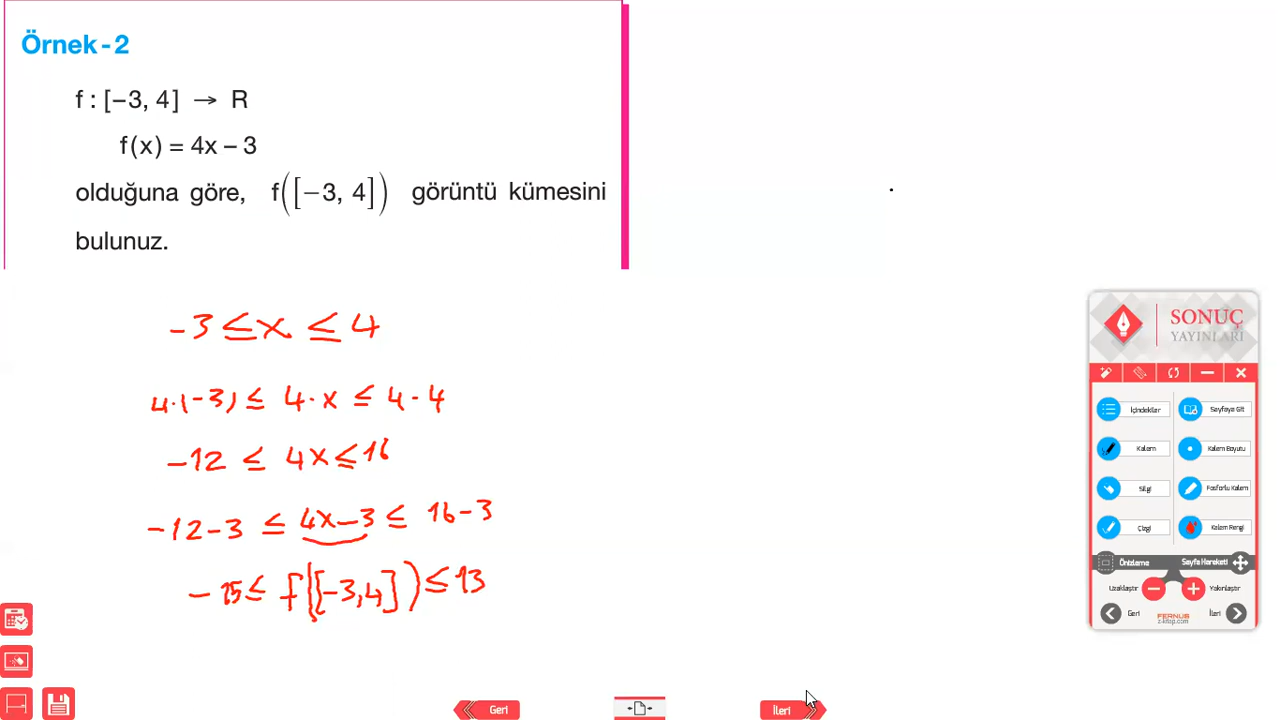 Örnek - 2
f : [−3, 4] → R
f(x) = 4x − 3
olduğuna göre, f([−3, 4]) görüntü kümesini
bulunuz.
-3 ≤ x ≤ 4
4·(-3) ≤ 4·x ≤ 4·4
-12 ≤ 4x ≤ 16
-12-3 ≤ 4x-3 ≤ 16-3
-15 ≤ f([-3,4]) ≤ 13
SONUÇ
YAYINLARI
İçindekiler
Sayfaya Git
Kalem
Kalem Boyutu
Silgi
Fosforlu Kalem
Çizgi
Kalem Rengi
Önizleme
Sayfa Hareketi
Uzaklaştır
Yakınlaştır
Geri
FERNUS
z-kitap.com
İleri
Geri
İleri